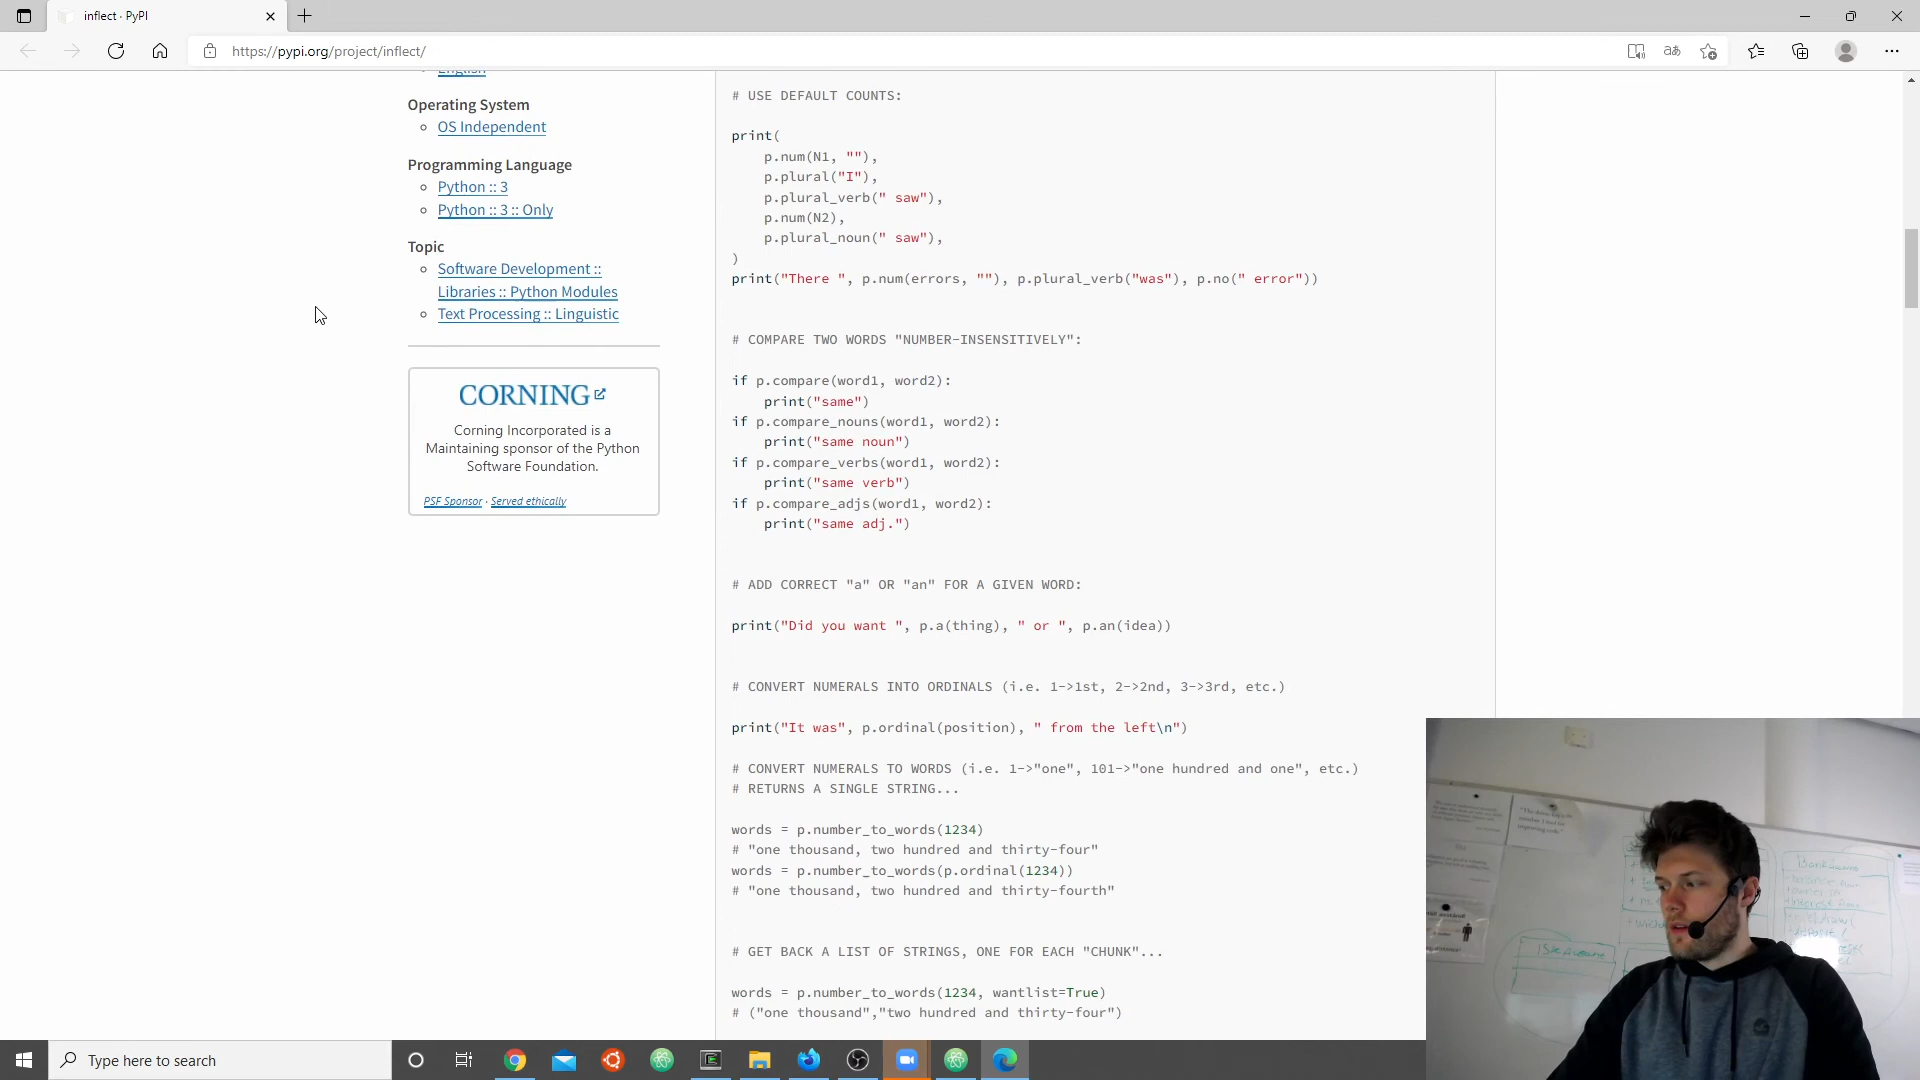 inflect · PyPI
https://pypi.org/project/inflect/
English
Operating System
OS Independent
Programming Language
Python :: 3
Python :: 3 :: Only
Topic
Software Development ::
Libraries :: Python Modules
Text Processing :: Linguistic
CORNING
Corning Incorporated is a
Maintaining sponsor of the Python
Software Foundation.
PSF Sponsor · Served ethically
# USE DEFAULT COUNTS:
print(
    p.num(N1, ""),
    p.plural("I"),
    p.plural_verb(" saw"),
    p.num(N2),
    p.plural_noun(" saw"),
)
print("There ", p.num(errors, ""), p.plural_verb("was"), p.no(" error"))
# COMPARE TWO WORDS "NUMBER-INSENSITIVELY":
if p.compare(word1, word2):
    print("same")
if p.compare_nouns(word1, word2):
    print("same noun")
if p.compare_verbs(word1, word2):
    print("same verb")
if p.compare_adjs(word1, word2):
    print("same adj.")
# ADD CORRECT "a" OR "an" FOR A GIVEN WORD:
print("Did you want ", p.a(thing), " or ", p.an(idea))
# CONVERT NUMERALS INTO ORDINALS (i.e. 1->1st, 2->2nd, 3->3rd, etc.)
print("It was", p.ordinal(position), " from the left\n")
# CONVERT NUMERALS TO WORDS (i.e. 1->"one", 101->"one hundred and one", etc.)
# RETURNS A SINGLE STRING...
words = p.number_to_words(1234)
# "one thousand, two hundred and thirty-four"
words = p.number_to_words(p.ordinal(1234))
# "one thousand, two hundred and thirty-fourth"
# GET BACK A LIST OF STRINGS, ONE FOR EACH "CHUNK"...
words = p.number_to_words(1234, wantlist=True)
# ("one thousand","two hundred and thirty-four")
Type here to search